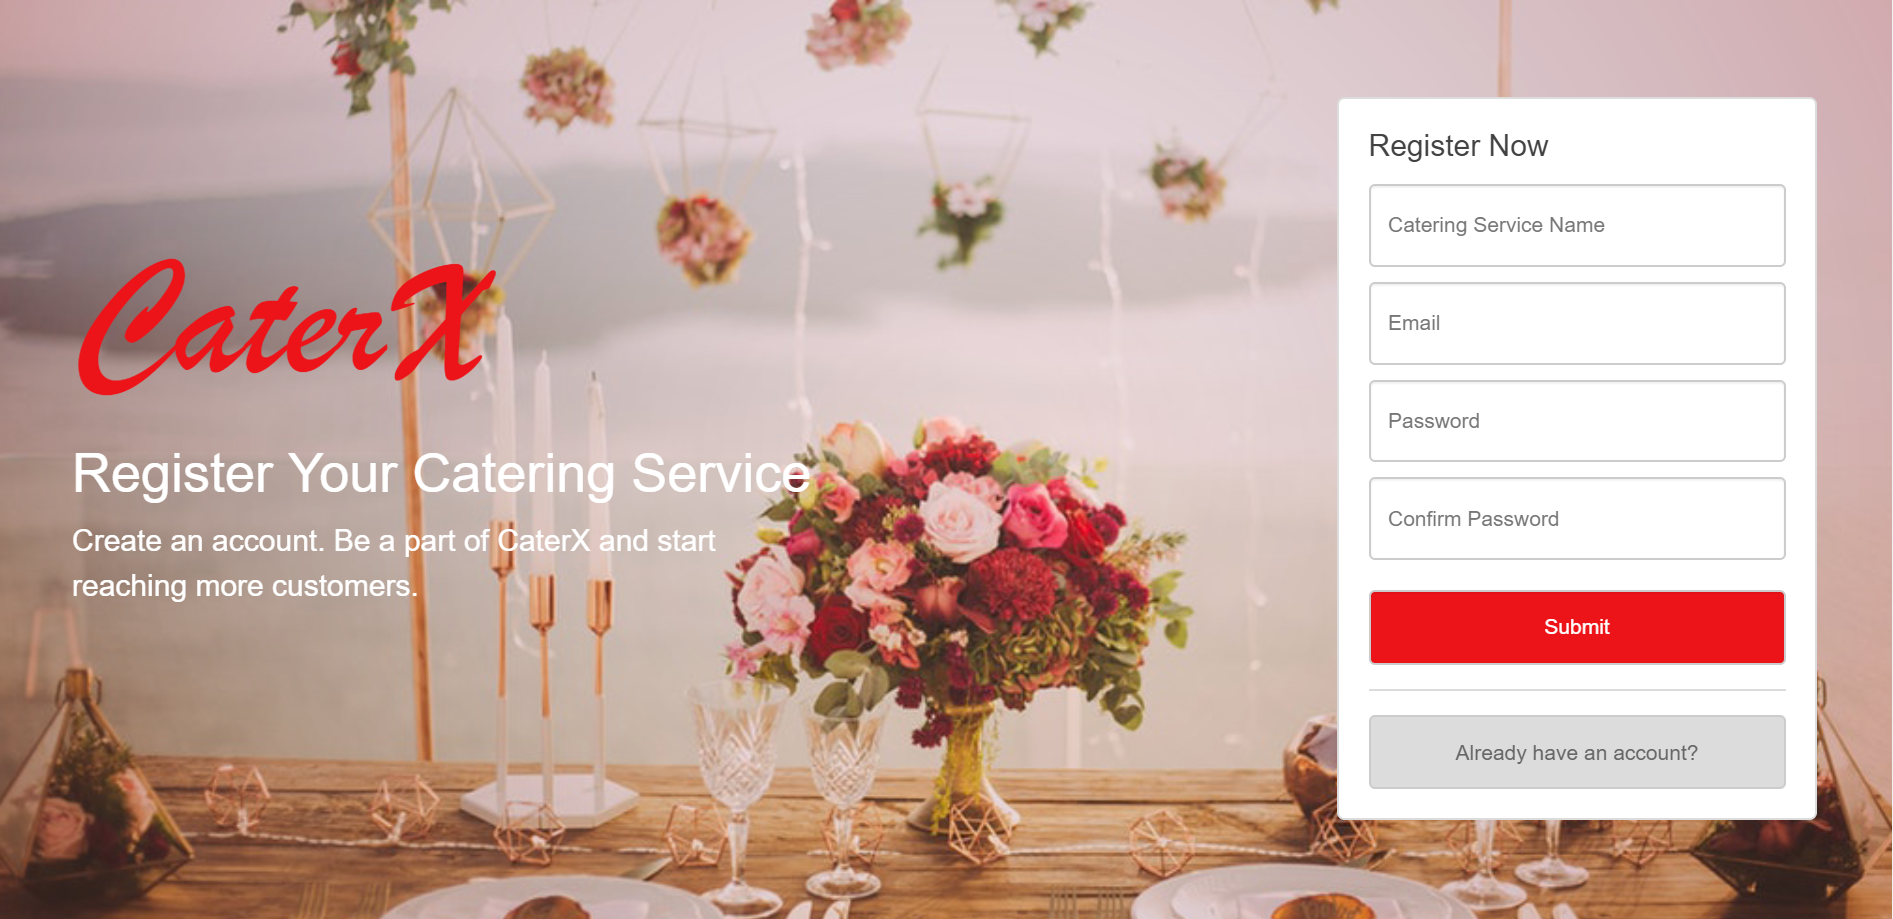 CaterX
Register Your Catering Service
Create an account. Be a part of CaterX and start
reaching more customers.
Register Now
Catering Service Name
Email
Password
Confirm Password
Submit
Already have an account?